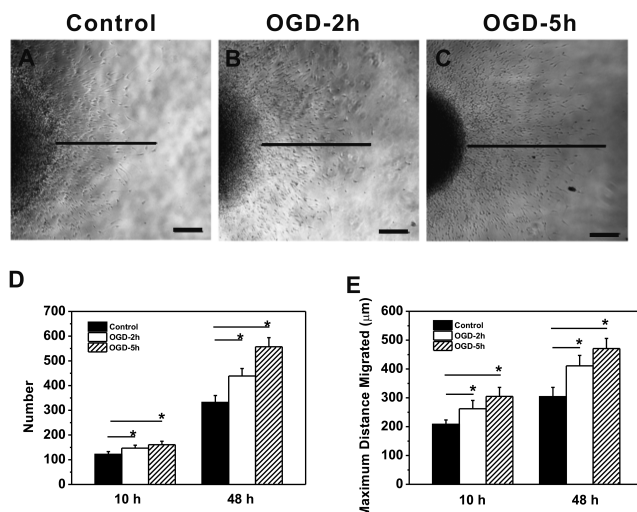 Control OGD-2h OGD-5h
A B C
D
Number
700
600
500
400
300
200
100
0
Control
OGD-2h
OGD-5h
* * * *
10 h 48 h
E
Maximum Distance Migrated (μm)
600
500
400
300
200
100
0
Control
OGD-2h
OGD-5h
* * * *
10 h 48 h